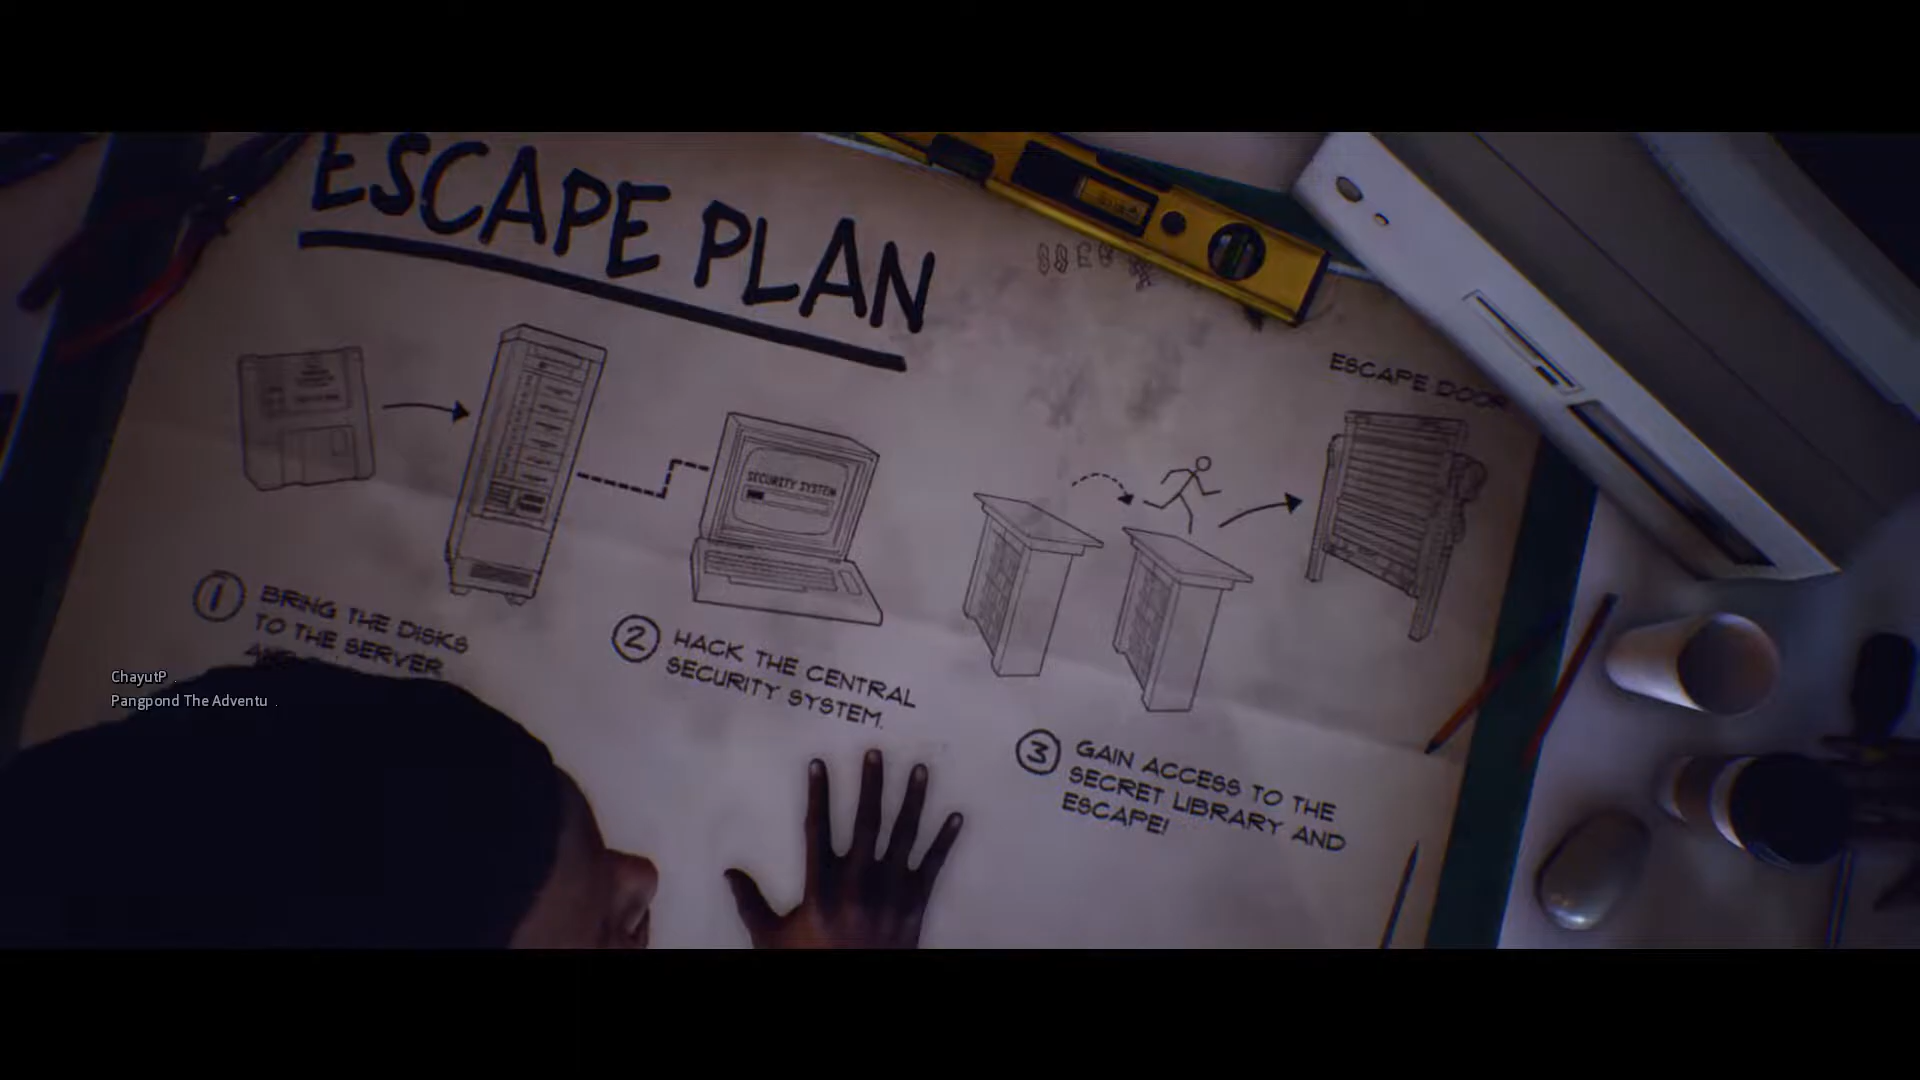 ESCAPE PLAN
ESCAPE DOOR
SECURITY SYSTEM
1 BRING THE DISKS
TO THE SERVER
2 HACK THE CENTRAL
SECURITY SYSTEM.
3 GAIN ACCESS TO THE
SECRET LIBRARY AND
ESCAPE!
ChayutP .
Pangpond The Adventu .